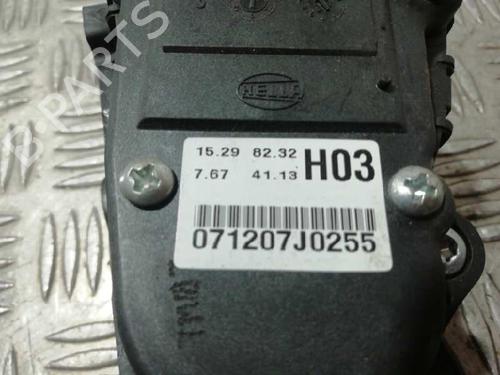 HELLA
15.29 82.32
7.67 41.13
H03
071207J0255
B-PARTS